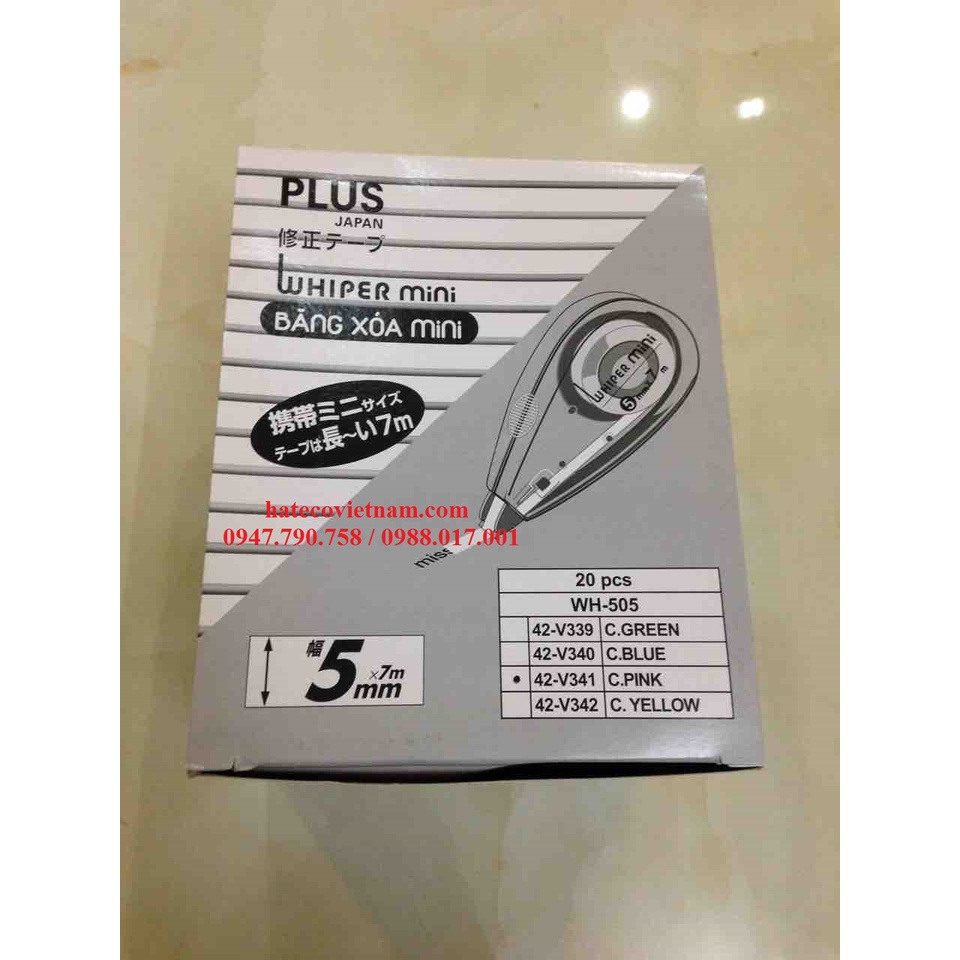 PLUS
JAPAN
修正テープ
WHIPER mini
BĂNG XÓA mini
携帯ミニサイズ
テープは長〜い7m
WHIPER mini
5mm×7m
hatecovietnam.com
0947.790.758 / 0988.017.001
miss
20 pcs
WH-505
42-V339 C.GREEN
42-V340 C.BLUE
• 42-V341 C.PINK
42-V342 C. YELLOW
幅5mm×7m